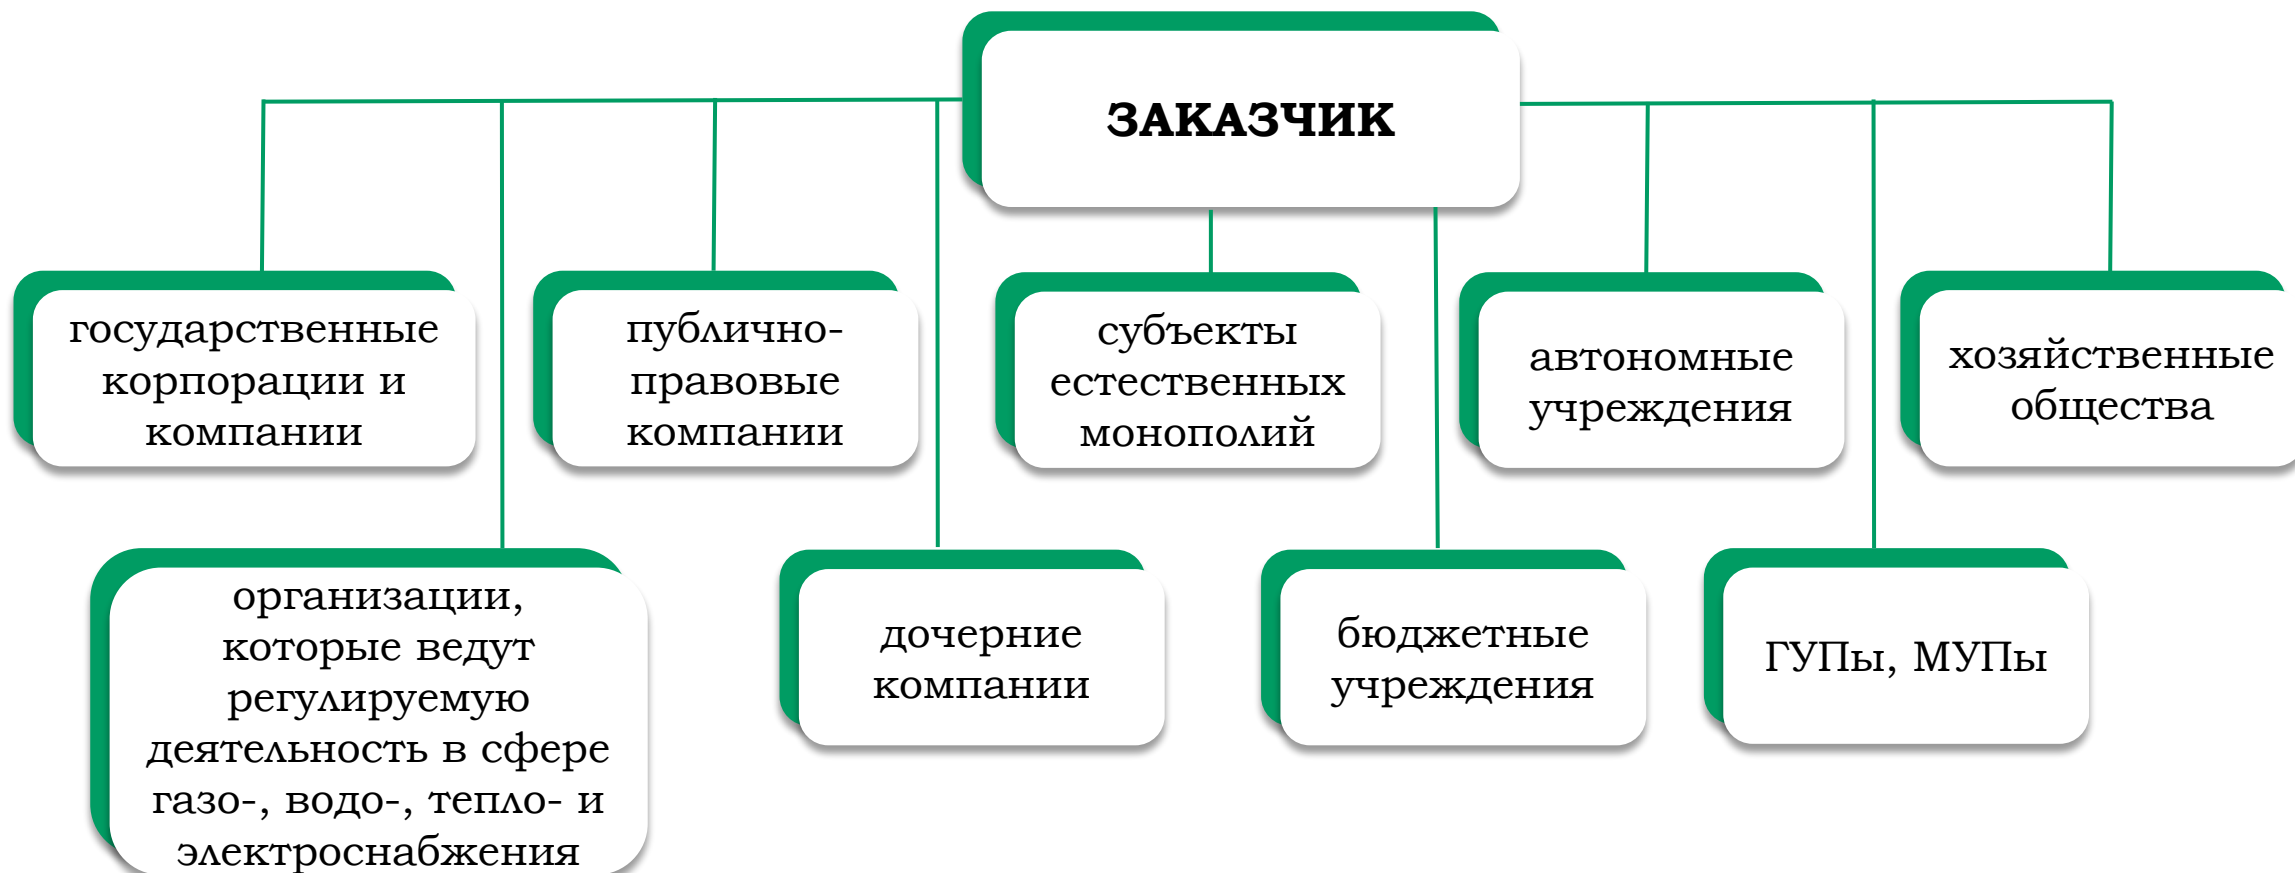 ЗАКАЗЧИК
государственные
корпорации и
компании
публично-
правовые
компании
субъекты
естественных
монополий
автономные
учреждения
хозяйственные
общества
организации,
которые ведут
регулируемую
деятельность в сфере
газо-, водо-, тепло- и
электроснабжения
дочерние
компании
бюджетные
учреждения
ГУПы, МУПы